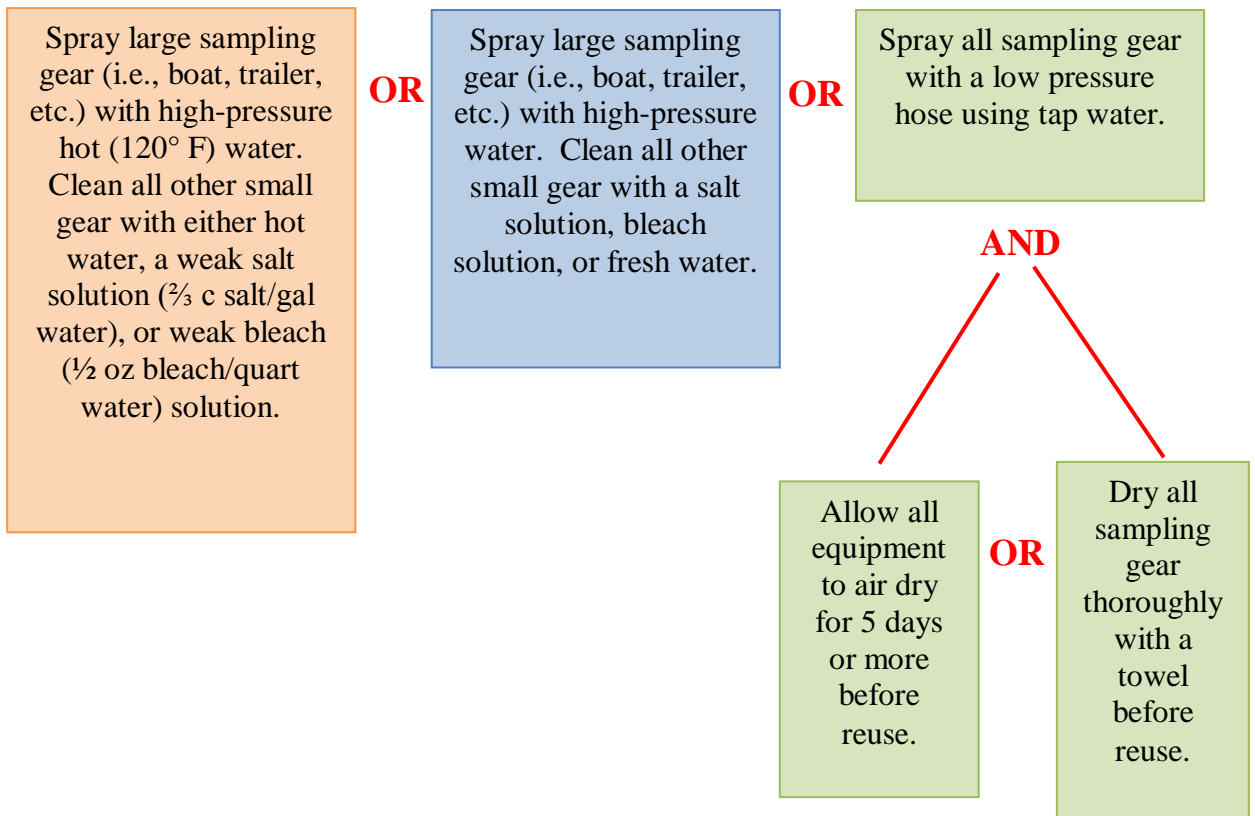 Spray large sampling
gear (i.e., boat, trailer,
etc.) with high-pressure
hot (120° F) water.
Clean all other small
gear with either hot
water, a weak salt
solution (⅔ c salt/gal
water), or weak bleach
(½ oz bleach/quart
water) solution.
OR
Spray large sampling
gear (i.e., boat, trailer,
etc.) with high-pressure
water.  Clean all other
small gear with a salt
solution, bleach
solution, or fresh water.
OR
Spray all sampling gear
with a low pressure
hose using tap water.
AND
Allow all
equipment
to air dry
for 5 days
or more
before
reuse.
OR
Dry all
sampling
gear
thoroughly
with a
towel
before
reuse.